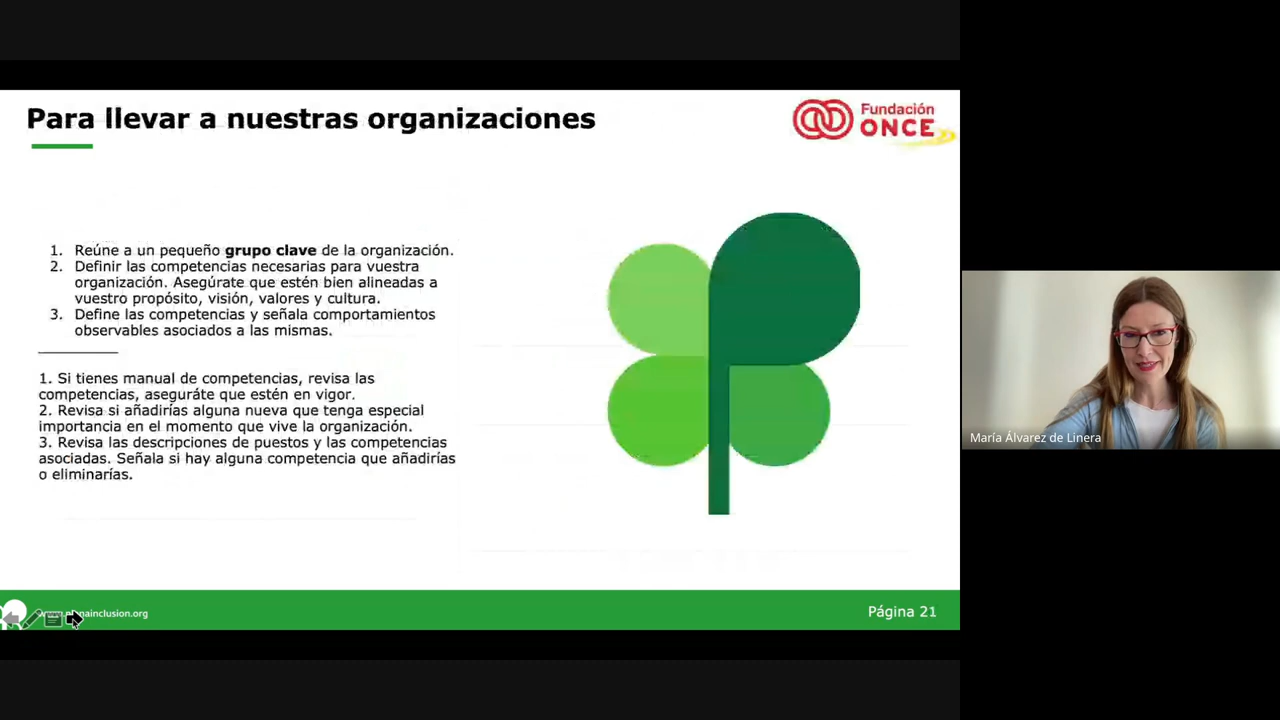 Para llevar a nuestras organizaciones
Fundación
ONCE
1. Reúne a un pequeño grupo clave de la organización.
2. Definir las competencias necesarias para vuestra
organización. Asegúrate que estén bien alineadas a
vuestro propósito, visión, valores y cultura.
3. Define las competencias y señala comportamientos
observables asociados a las mismas.
1. Si tienes manual de competencias, revisa las
competencias, aseguráte que estén en vigor.
2. Revisa si añadirías alguna nueva que tenga especial
importancia en el momento que vive la organización.
3. Revisa las descripciones de puestos y las competencias
asociadas. Señala si hay alguna competencia que añadirías
o eliminarías.
María Álvarez de Linera
Página 21